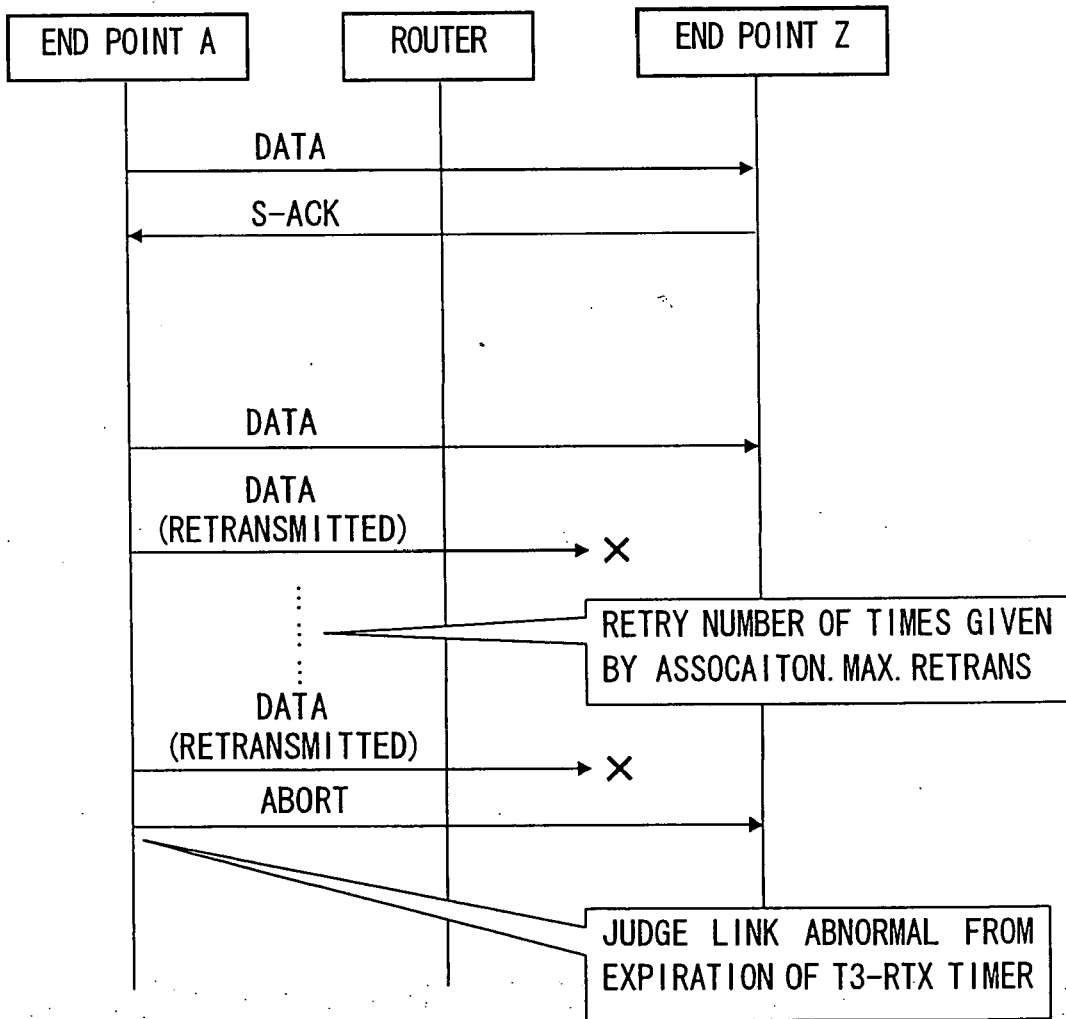 END POINT A
ROUTER
END POINT Z
DATA
S-ACK
DATA
DATA
(RETRANSMITTED)
RETRY NUMBER OF TIMES GIVEN
BY ASSOCAITON. MAX. RETRANS
DATA
(RETRANSMITTED)
ABORT
JUDGE LINK ABNORMAL FROM
EXPIRATION OF T3-RTX TIMER